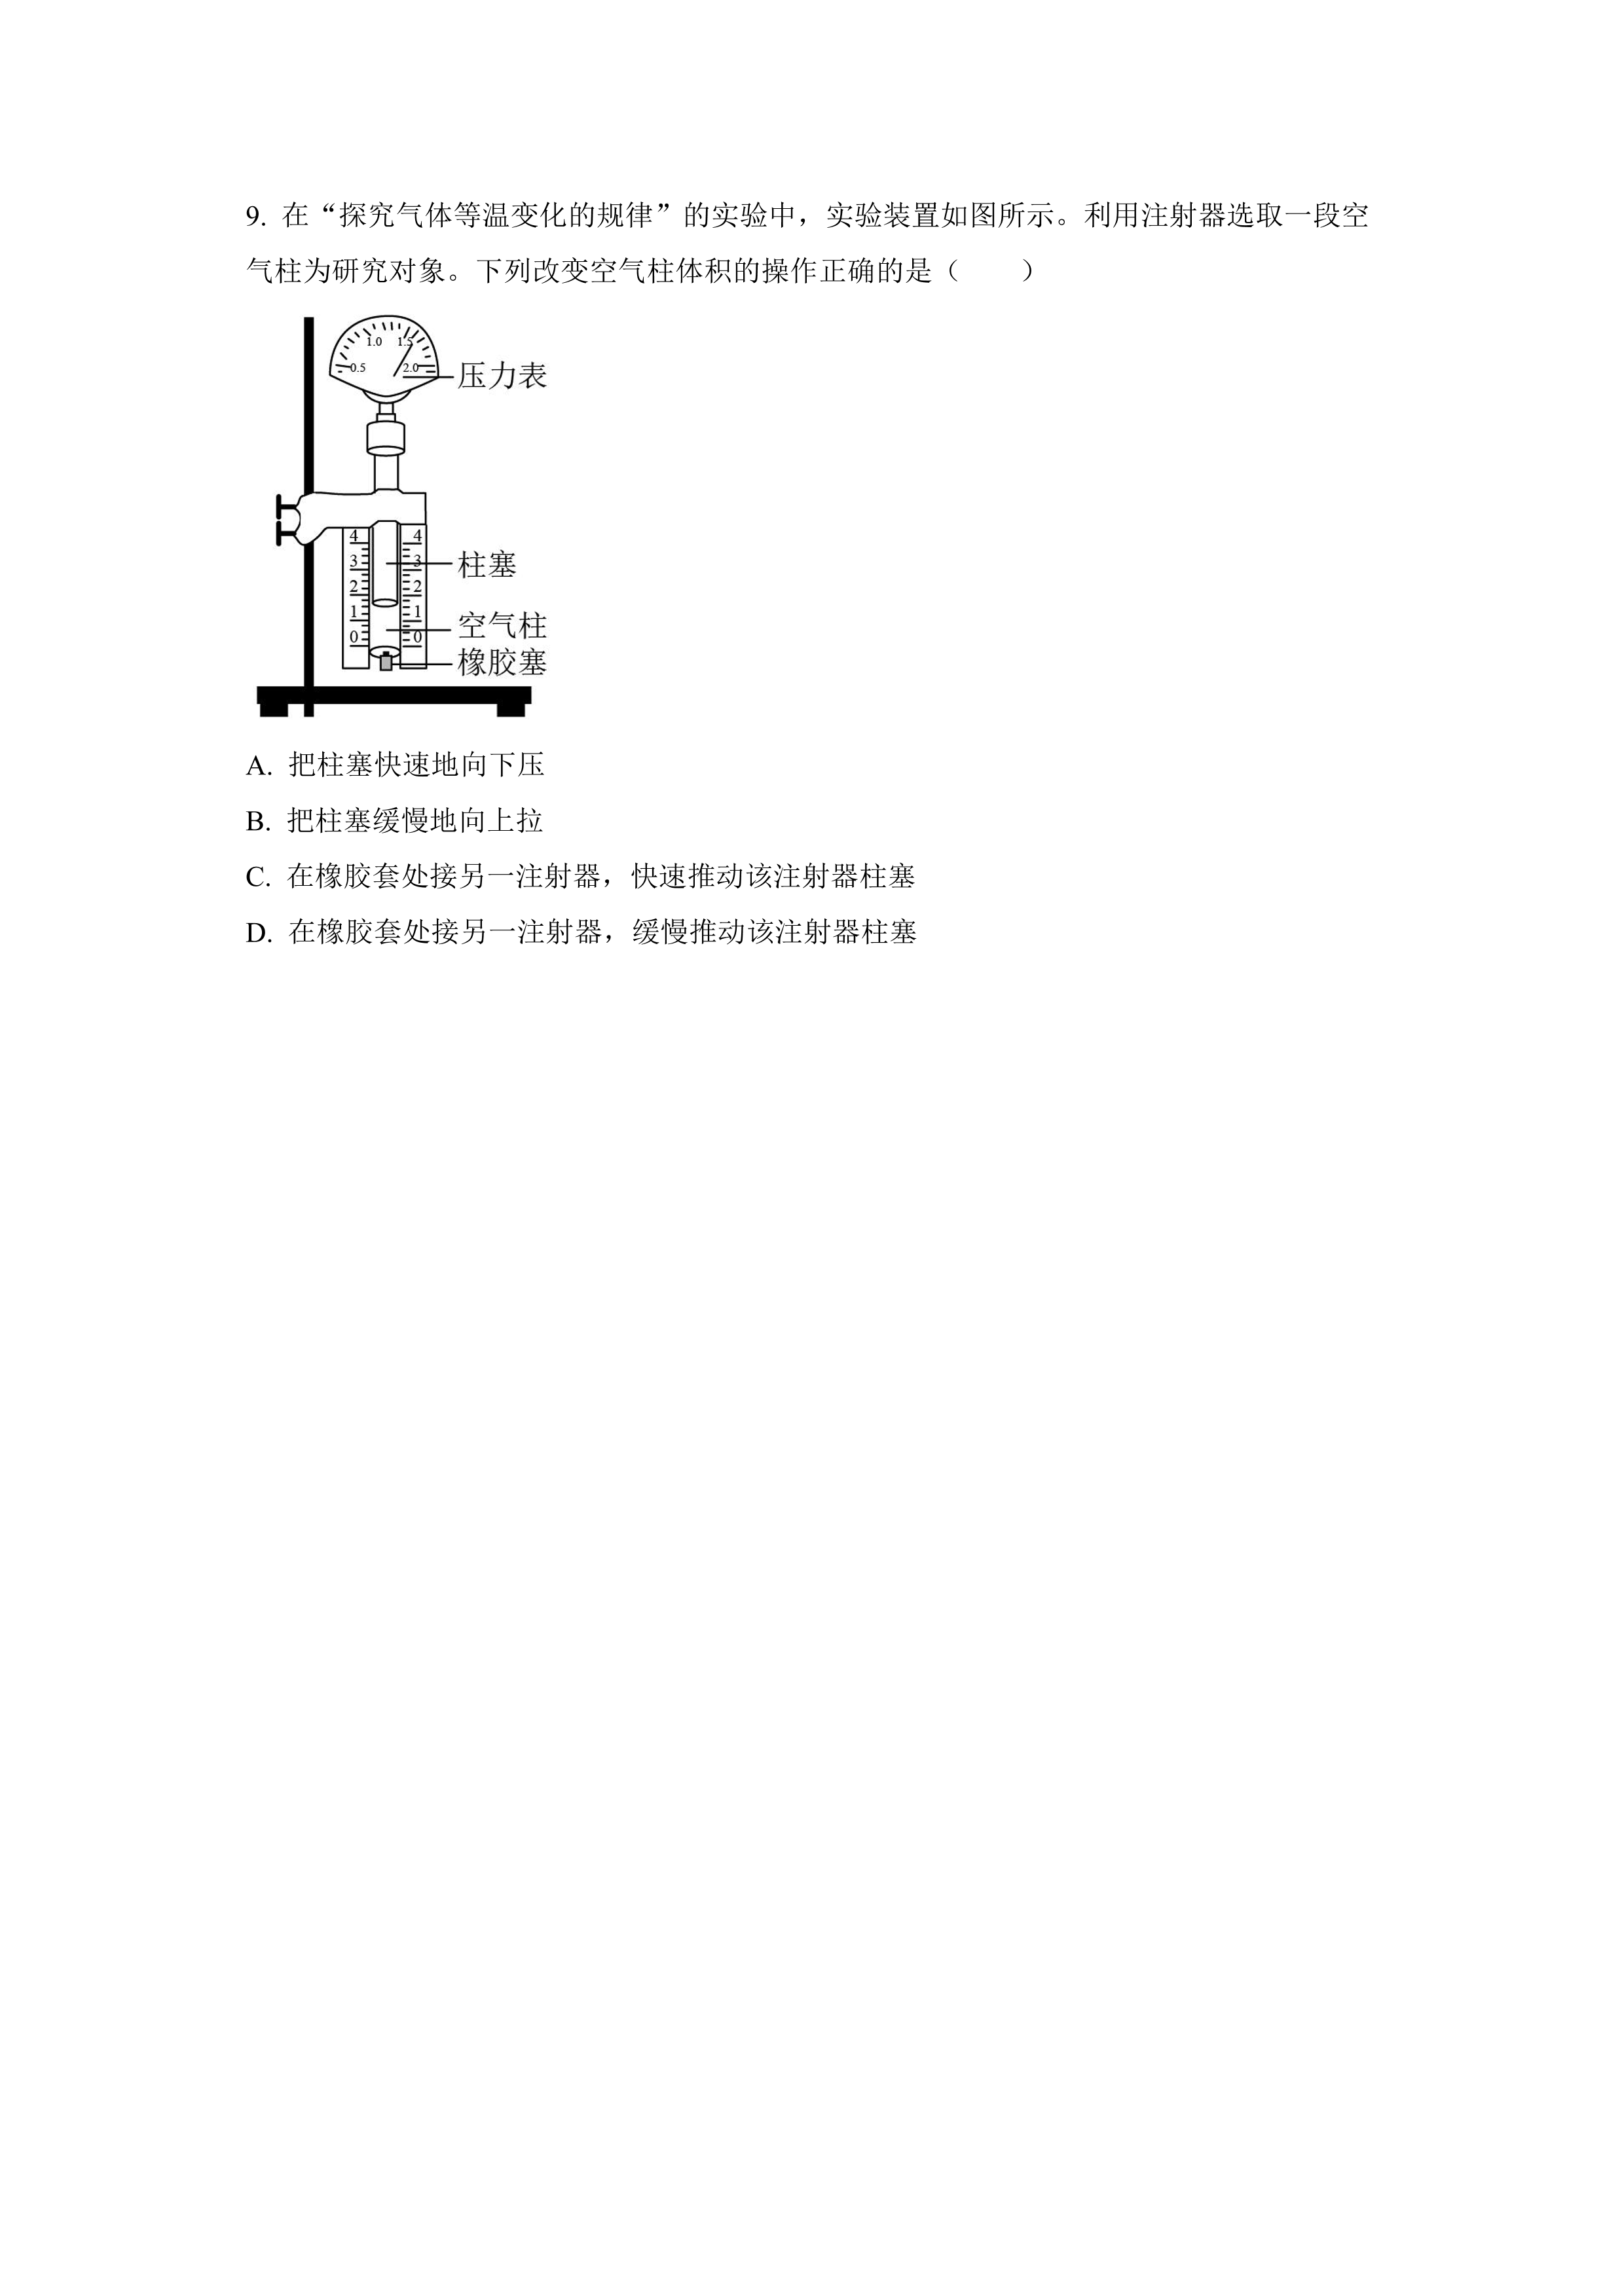 9. 在“探究气体等温变化的规律”的实验中，实验装置如图所示。利用注射器选取一段空
气柱为研究对象。下列改变空气柱体积的操作正确的是（　　）
1.0 1.5
0.5 2.0
压力表
4 4
3 3
柱塞
2 2
1 1
空气柱
0 0
橡胶塞
A. 把柱塞快速地向下压
B. 把柱塞缓慢地向上拉
C. 在橡胶套处接另一注射器，快速推动该注射器柱塞
D. 在橡胶套处接另一注射器，缓慢推动该注射器柱塞